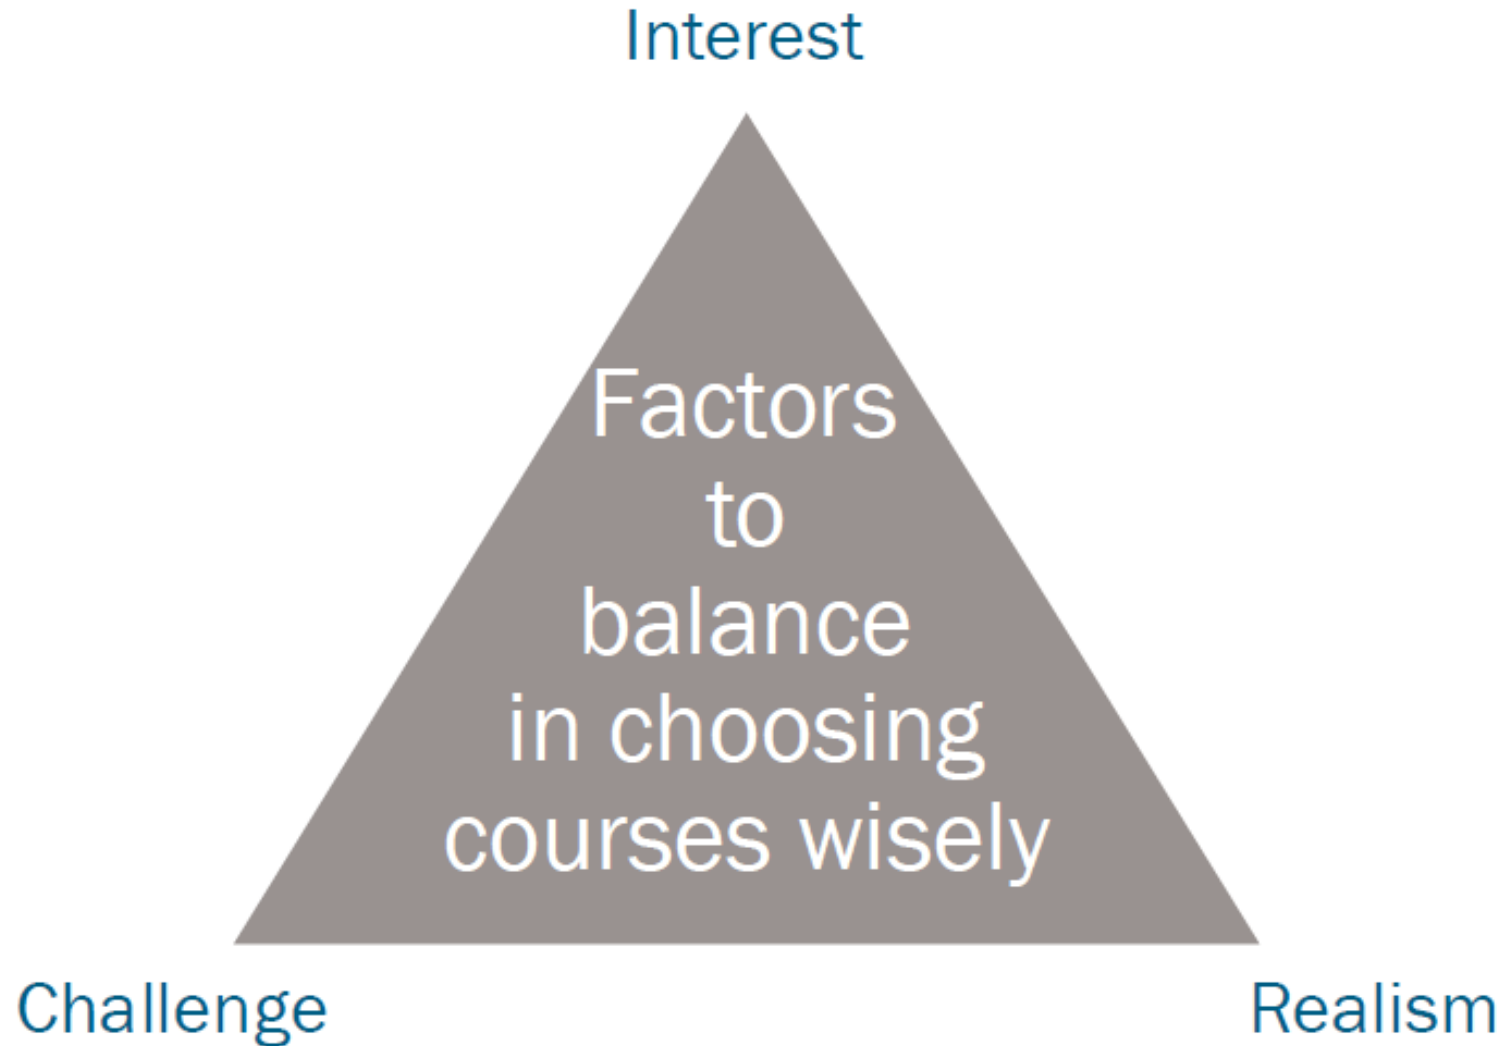 Interest
Factors
to
balance
in choosing
courses wisely
Challenge
Realism